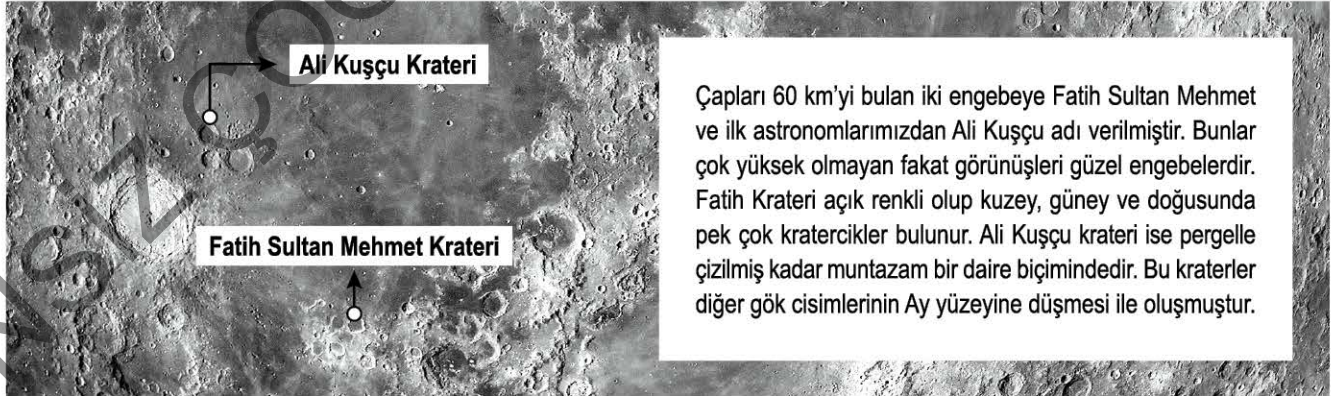 Ali Kuşçu Krateri
Fatih Sultan Mehmet Krateri
Çapları 60 km'yi bulan iki engebeye Fatih Sultan Mehmet
ve ilk astronomlarımızdan Ali Kuşçu adı verilmiştir. Bunlar
çok yüksek olmayan fakat görünüşleri güzel engebelerdir.
Fatih Krateri açık renkli olup kuzey, güney ve doğusunda
pek çok kratercikler bulunur. Ali Kuşçu krateri ise pergelle
çizilmiş kadar muntazam bir daire biçimindedir. Bu kraterler
diğer gök cisimlerinin Ay yüzeyine düşmesi ile oluşmuştur.